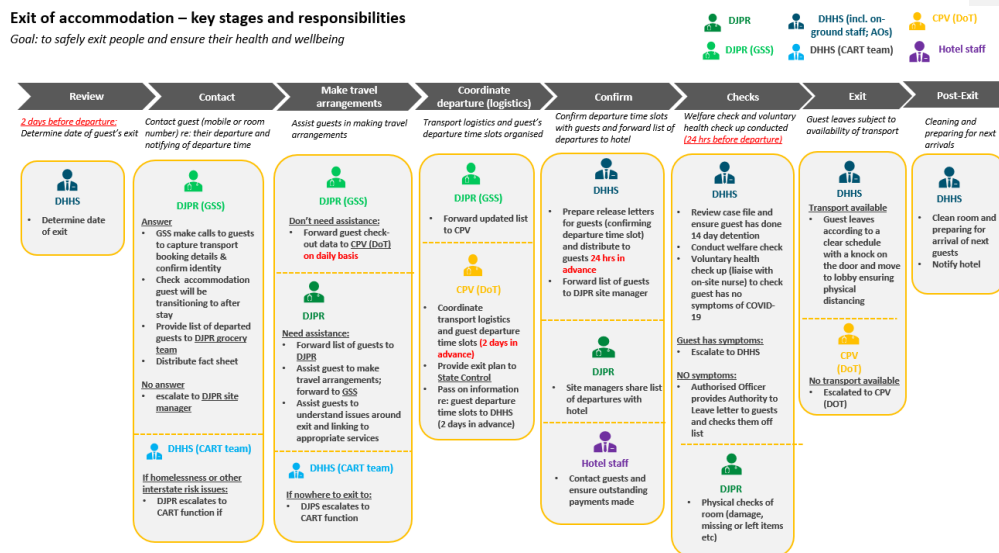 Exit of accommodation – key stages and responsibilities
Goal: to safely exit people and ensure their health and wellbeing
DJPR
DHHS (incl. on-
ground staff; AOs)
CPV (DoT)
DJPR (GSS)
DHHS (CART team)
Hotel staff
Review
Contact
Make travel
arrangements
Coordinate
departure (logistics)
Confirm
Checks
Exit
Post-Exit
2 days before departure:
Determine date of guest's exit
Contact guest (mobile or room
number) re: their departure and
notifying of departure time
Assist guests in making travel
arrangements
Transport logistics and guest's
departure time slots organised
Confirm departure time slots
with guests and forward list of
departures to hotel
Welfare check and voluntary
health check up conducted
(24 hrs before departure)
Guest leaves subject to
availability of transport
Cleaning and
preparing for next
arrivals
DHHS
• Determine date
of exit
DJPR (GSS)
Answer
• GSS make calls to guests
to capture transport
booking details &
confirm identity
• Check accommodation
guest will be
transitioning to after
stay
• Provide list of departed
guests to DJPR grocery
team
• Distribute fact sheet
No answer
• escalate to DJPR site
manager
DHHS (CART team)
If homelessness or other
interstate risk issues:
• DJPR escalates to
CART function if
DJPR (GSS)
Don't need assistance:
• Forward guest check-
out data to CPV (DoT)
on daily basis
DJPR
Need assistance:
• Forward list of guests to
DJPR
• Assist guest to make
travel arrangements;
forward to GSS
• Assist guests to
understand issues around
exit and linking to
appropriate services
DHHS (CART team)
If nowhere to exit to:
• DJPS escalates to
CART function
DJPR (GSS)
• Forward updated list
to CPV
CPV (DoT)
• Coordinate
transport logistics
and guest departure
time slots (2 days in
advance)
• Provide exit plan to
State Control
• Pass on information
re: guest departure
time slots to DHHS
(2 days in advance)
DHHS
• Prepare release letters
for guests (confirming
departure time slot) and
distribute to
guests 24 hrs in
advance
• Forward list of guests
to DJPR site manager
DJPR
• Site managers share list
of departures with
hotel
Hotel staff
• Contact guests and
ensure outstanding
payments made
DHHS
• Review case file and
ensure guest has done
14 day detention
• Conduct welfare check
• Voluntary health
check up (liaise with
on-site nurse) to check
guest has no
symptoms of COVID-
19
Guest has symptoms:
• Escalate to DHHS
NO symptoms:
• Authorised Officer
provides Authority to
Leave letter to guests
and checks them off
list
DJPR
• Physical checks of
room (damage,
missing or left items
etc)
DHHS
Transport available
• Guest leaves
according to a
clear schedule
with a knock on
the door and move
to lobby ensuring
physical
distancing
CPV
(DoT)
No transport available
• Escalated to CPV
(DOT)
DHHS
• Clean room and
preparing for
arrival of next
guests
• Notify hotel